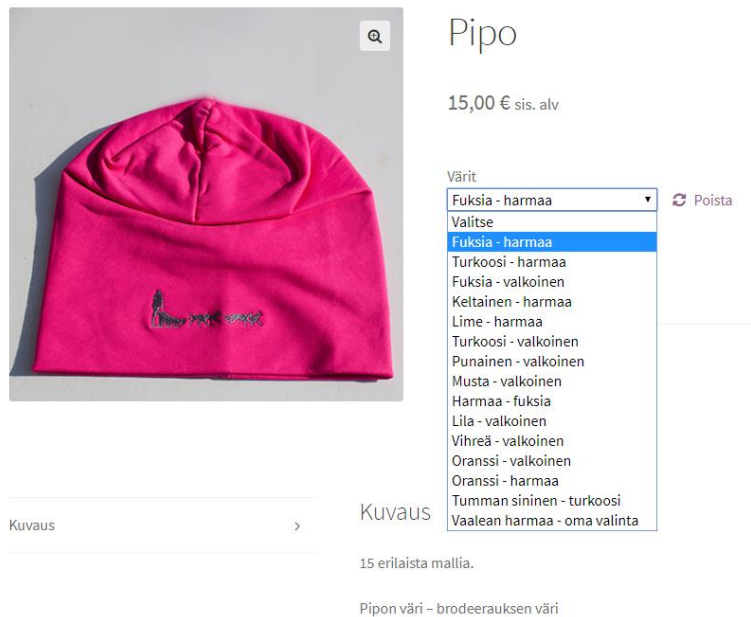 Pipo
15,00 € sis. alv
Värit
Fuksia - harmaa
Poista
Valitse
Fuksia - harmaa
Turkoosi - harmaa
Fuksia - valkoinen
Keltainen - harmaa
Lime - harmaa
Turkoosi - valkoinen
Punainen - valkoinen
Musta - valkoinen
Harmaa - fuksia
Lila - valkoinen
Vihreä - valkoinen
Oranssi - valkoinen
Oranssi - harmaa
Tumman sininen - turkoosi
Vaalean harmaa - oma valinta
Kuvaus
Kuvaus
15 erilaista mallia.
Pipon väri – brodeerauksen väri